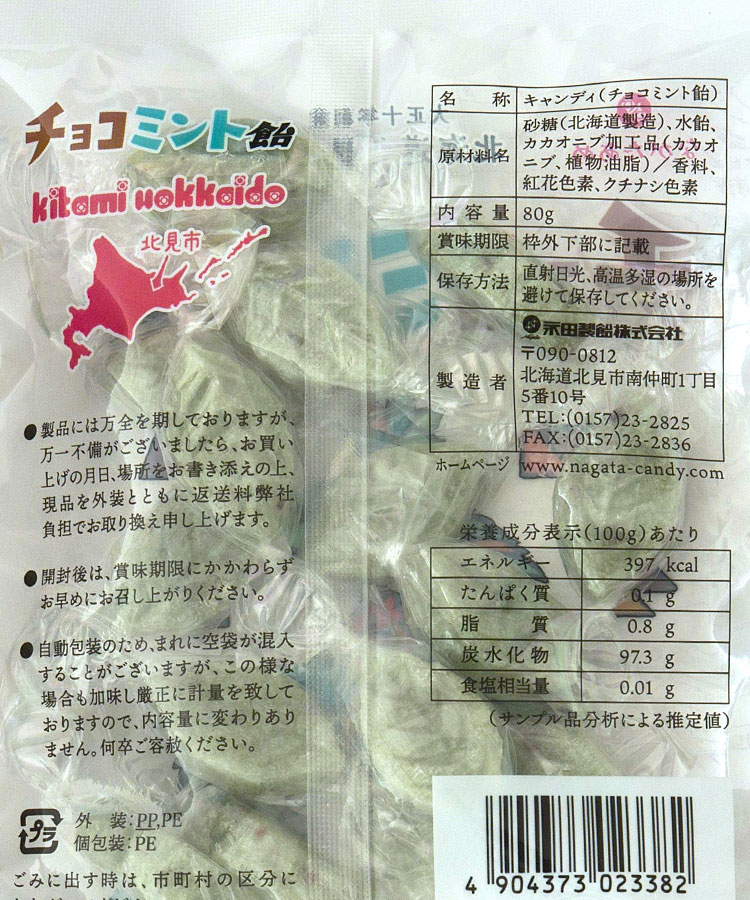 チョコミント飴
kitami hokkaido
北見市
●製品には万全を期しておりますが、
万一不備がございましたら、お買い
上げの月日、場所をお書き添えの上、
現品を外装とともに返送料弊社
負担でお取り換え申し上げます。
●開封後は、賞味期限にかかわらず
お早めにお召し上がりください。
●自動包装のため、まれに空袋が混入
することがございますが、この様な
場合も加味し厳正に計量を致して
おりますので、内容量に変わりあり
ません。何卒ご容赦ください。
プラ
外 装:PP,PE
個包装:PE
ごみに出す時は、市町村の区分に
名 称 キャンディ(チョコミント飴)
原材料名 砂糖(北海道製造)、水飴、
カカオニブ加工品(カカオ
ニブ、植物油脂)／香料、
紅花色素、クチナシ色素
内容量 80g
賞味期限 枠外下部に記載
保存方法 直射日光、高温多湿の場所を
避けて保存してください。
製造者 永田製飴株式会社
〒090-0812
北海道北見市南仲町1丁目
5番10号
TEL:(0157)23-2825
FAX:(0157)23-2836
ホームページ www.nagata-candy.com
栄養成分表示(100g)あたり
エネルギー 397 kcal
たんぱく質 0.1 g
脂 質 0.8 g
炭水化物 97.3 g
食塩相当量 0.01 g
(サンプル品分析による推定値)
4 904373 023382